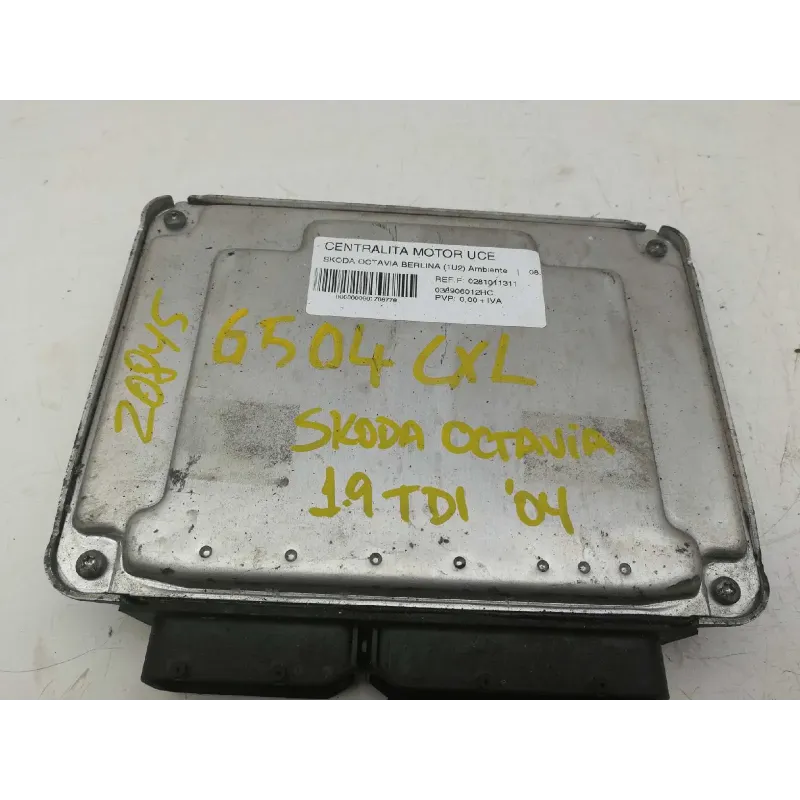 CENTRALITA MOTOR UCE
SKODA OCTAVIA BERLINA (1U2) Ambiente | 08.
REF.F: 0281011311
038906012HC
PVP: 0,00 + IVA
20845
6504 CXL
SKODA OCTAVIA
1.9 TDI '04